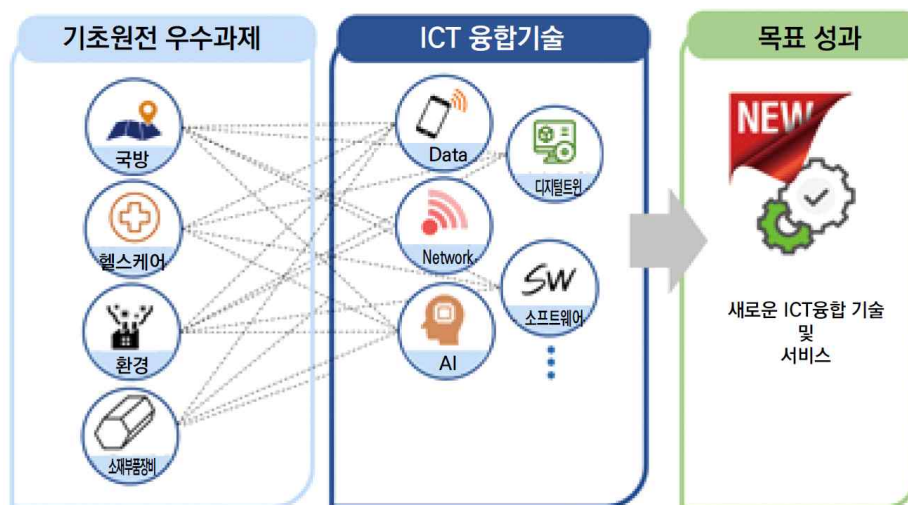 기초원전 우수과제
국방
헬스케어
환경
소재부품장비
ICT 융합기술
Data
디지털트윈
Network
SW
소프트웨어
AI
목표 성과
NEW
새로운 ICT융합 기술
및
서비스